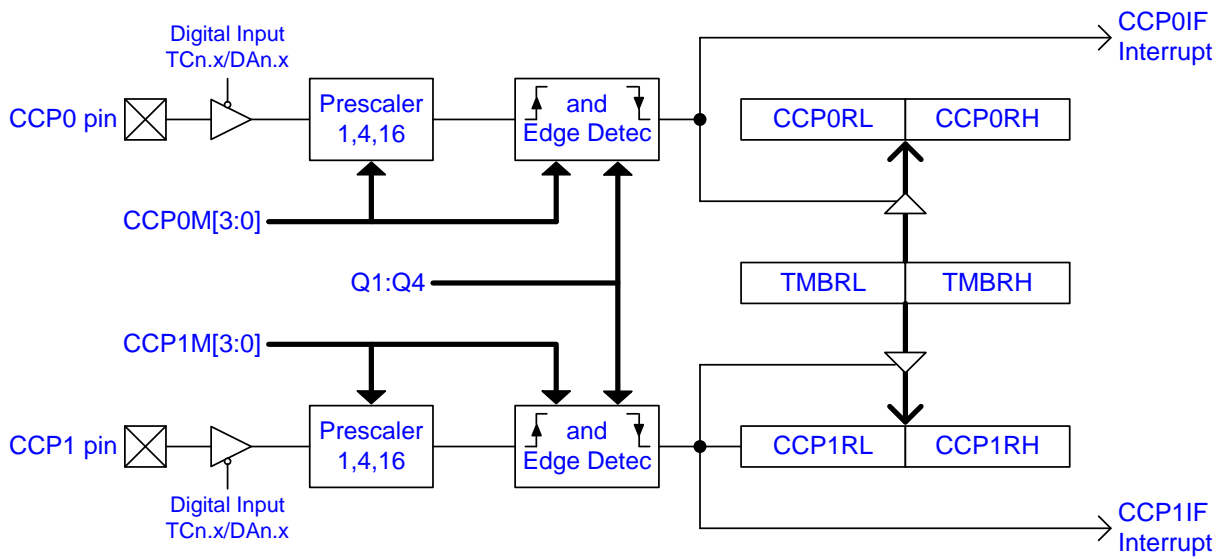 Digital Input
TCn.x/DAn.x
CCP0IF
Interrupt
CCP0 pin
Prescaler
1,4,16
and
Edge Detec
CCP0RL
CCP0RH
CCP0M[3:0]
Q1:Q4
TMBRL
TMBRH
CCP1M[3:0]
CCP1 pin
Prescaler
1,4,16
and
Edge Detec
CCP1RL
CCP1RH
Digital Input
TCn.x/DAn.x
CCP1IF
Interrupt